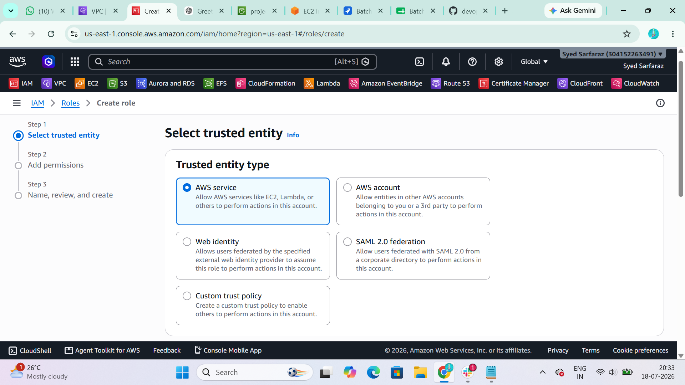 (10)
VPC |
Creat
Green
proje
EC2 I
Batch
Batch
devo
Ask Gemini
us-east-1.console.aws.amazon.com/iam/home?region=us-east-1#/roles/create
aws
Search
[Alt+S]
Global
Syed Sarfaraz (304152263491)
Syed Sarfaraz
IAM
VPC
EC2
S3
Aurora and RDS
EFS
CloudFormation
Lambda
Amazon EventBridge
Route 53
Certificate Manager
CloudFront
CloudWatch
IAM > Roles > Create role
Step 1
Select trusted entity
Step 2
Add permissions
Step 3
Name, review, and create
Select trusted entity Info
Trusted entity type
AWS service
Allow AWS services like EC2, Lambda, or
others to perform actions in this account.
AWS account
Allow entities in other AWS accounts
belonging to you or a 3rd party to perform
actions in this account.
Web identity
Allows users federated by the specified
external web identity provider to assume
this role to perform actions in this account.
SAML 2.0 federation
Allow users federated with SAML 2.0 from
a corporate directory to perform actions in
this account.
Custom trust policy
Create a custom trust policy to enable
others to perform actions in this account.
CloudShell
Agent Toolkit for AWS
Feedback
Console Mobile App
© 2026, Amazon Web Services, Inc. or its affiliates.
Privacy
Terms
Cookie preferences
26°C
Mostly cloudy
Search
ENG
IN
20:33
18-07-2026